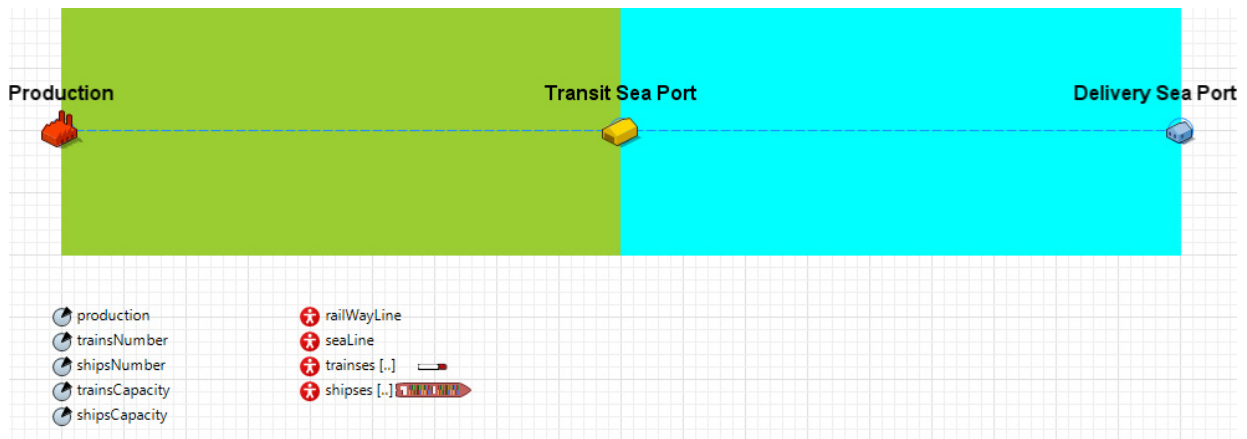 Production
Transit Sea Port
Delivery Sea Port
production
trainsNumber
shipsNumber
trainsCapacity
shipsCapacity
railWayLine
seaLine
trainses [..]
shipses [..]